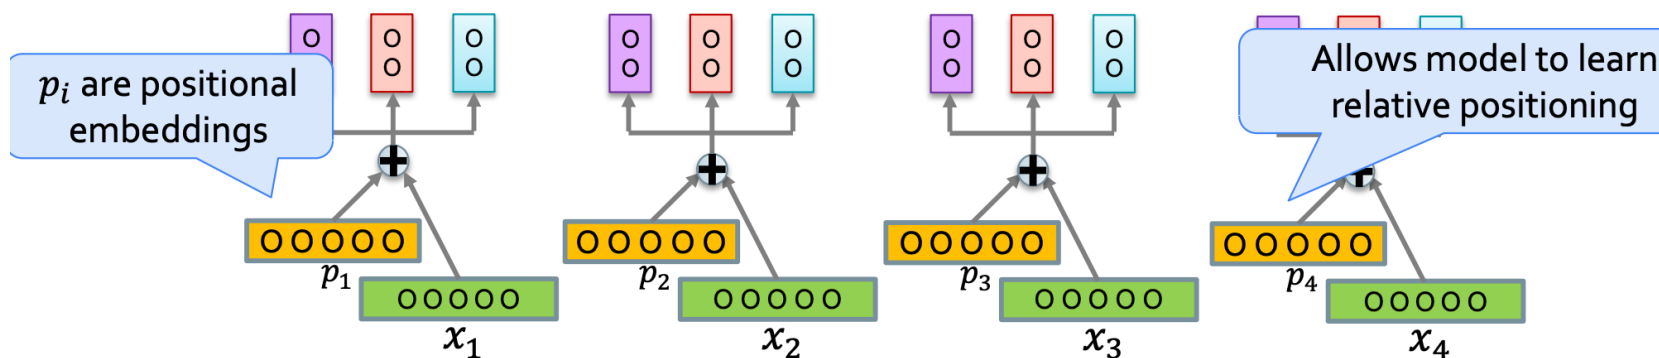 p_i are positional
embeddings
Allows model to learn
relative positioning
O
O O
O O
O O
O O
O O
O O
O O
O O
O O O O O
O O O O O
O O O O O
O O O O O
p_1
p_2
p_3
p_4
O O O O O
O O O O O
O O O O O
O O O O O
x_1
x_2
x_3
x_4